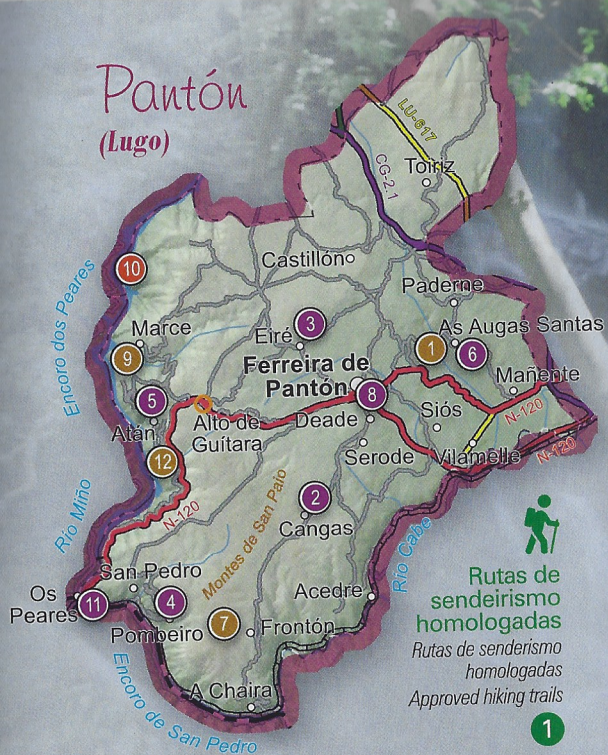 Pantón
(Lugo)
LU-617
CG-2.1
Toiriz
Castillón
Paderne
Encoro dos Peares
10
Marce
9
Eiré
3
1
As Augas Santas
6
Ferreira de
Pantón
8
Mañente
5
Atán
Alto de
Guítara
Deade
Siós
N-120
12
Serode
Vilamelle
N-120
Río Miño
N-120
Montes de San Paio
2
Cangas
Río Cabe
San Pedro
Os
Peares
11
4
Pombeiro
7
Frontón
Acedre
A Chaira
Encoro de San Pedro
Rutas de
sendeirismo
homologadas
Rutas de senderismo
homologadas
Approved hiking trails
1